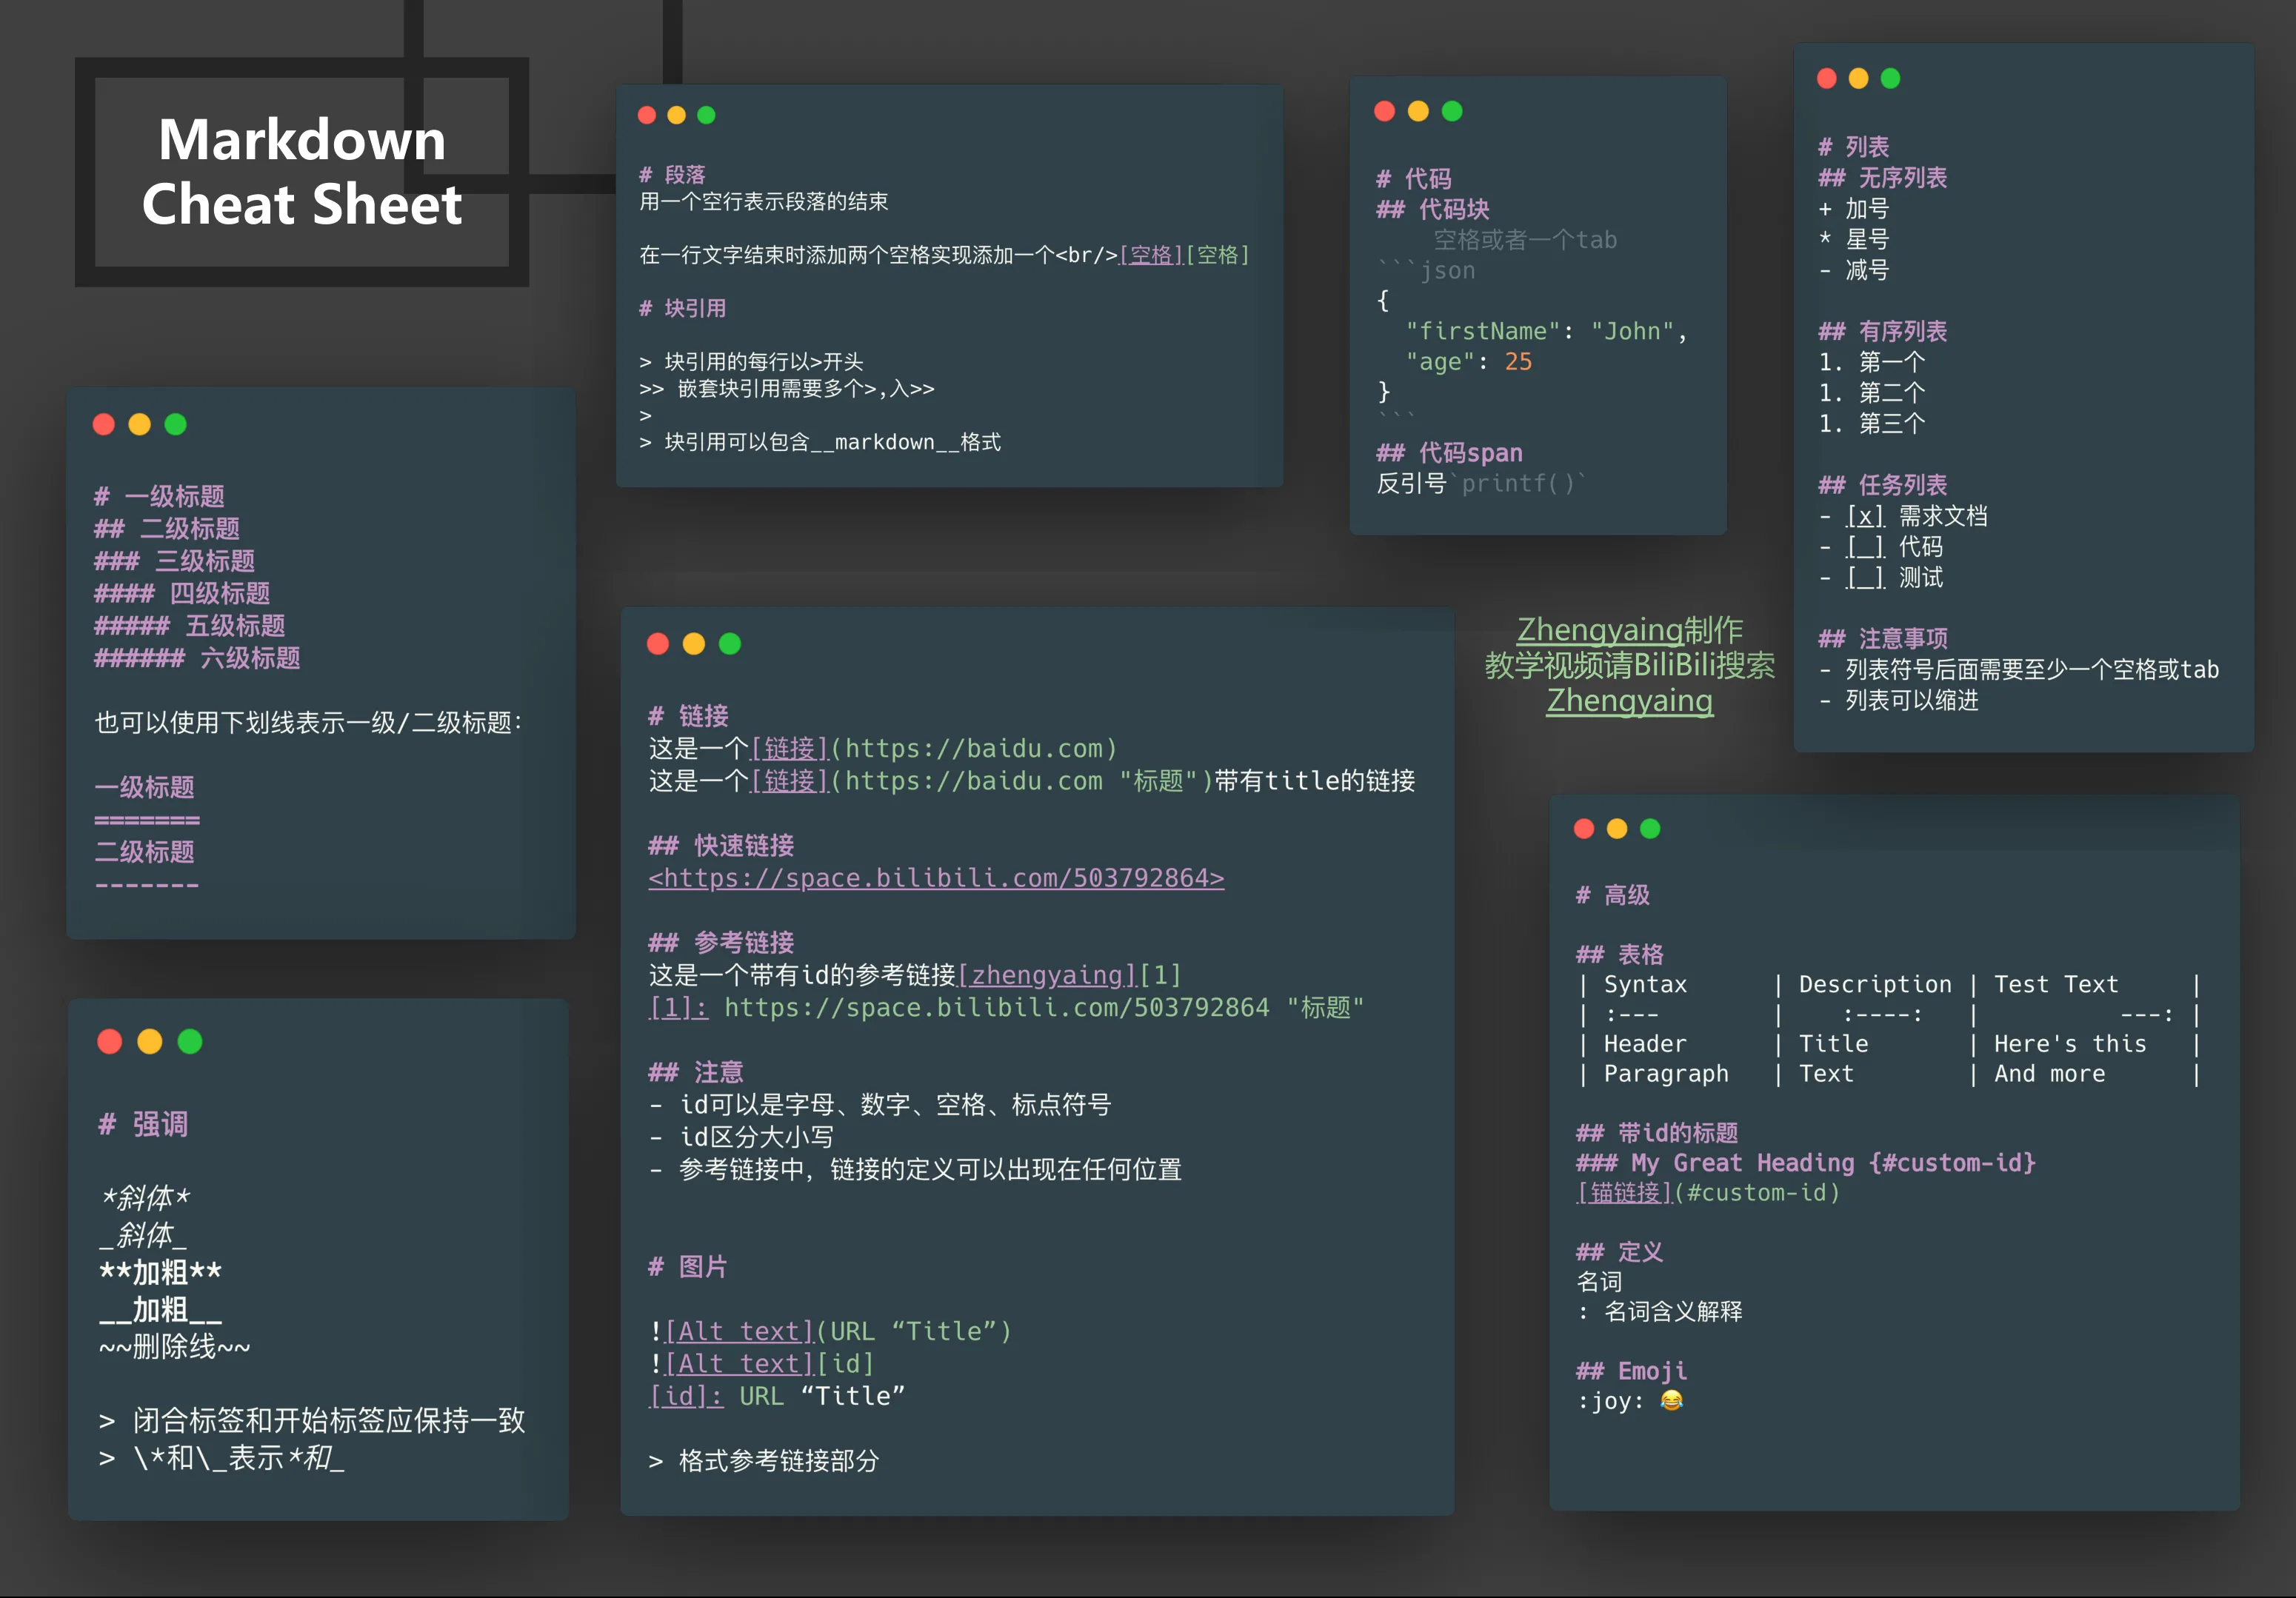 Markdown
Cheat Sheet
# 一级标题
## 二级标题
### 三级标题
#### 四级标题
##### 五级标题
###### 六级标题
也可以使用下划线表示一级/二级标题:
一级标题
=======
二级标题
-------
# 强调
*斜体*
_斜体_
**加粗**
__加粗__
~~删除线~~
> 闭合标签和开始标签应保持一致
> \*和\_表示*和_
# 段落
用一个空行表示段落的结束
在一行文字结束时添加两个空格实现添加一个<br/>[空格][空格]
# 块引用
> 块引用的每行以>开头
>> 嵌套块引用需要多个>,入>>
>
> 块引用可以包含__markdown__格式
# 链接
这是一个[链接](https://baidu.com)
这是一个[链接](https://baidu.com "标题")带有title的链接
## 快速链接
<https://space.bilibili.com/503792864>
## 参考链接
这是一个带有id的参考链接[zhengyaing][1]
[1]: https://space.bilibili.com/503792864 "标题"
## 注意
- id可以是字母、数字、空格、标点符号
- id区分大小写
- 参考链接中，链接的定义可以出现在任何位置
# 图片
![Alt text](URL “Title”)
![Alt text][id]
[id]: URL “Title”
> 格式参考链接部分
# 代码
## 代码块
    空格或者一个tab
```json
{
  "firstName": "John",
  "age": 25
}
```
## 代码span
反引号`printf()`
Zhengyaing制作
教学视频请BiliBili搜索
Zhengyaing
# 列表
## 无序列表
+ 加号
* 星号
- 减号
## 有序列表
1. 第一个
1. 第二个
1. 第三个
## 任务列表
- [x] 需求文档
- [ ] 代码
- [ ] 测试
## 注意事项
- 列表符号后面需要至少一个空格或tab
- 列表可以缩进
# 高级
## 表格
| Syntax      | Description | Test Text     |
| :---        |    :----:   |          ---: |
| Header      | Title       | Here's this   |
| Paragraph   | Text        | And more      |
## 带id的标题
### My Great Heading {#custom-id}
[锚链接](#custom-id)
## 定义
名词
: 名词含义解释
## Emoji
:joy: 😂